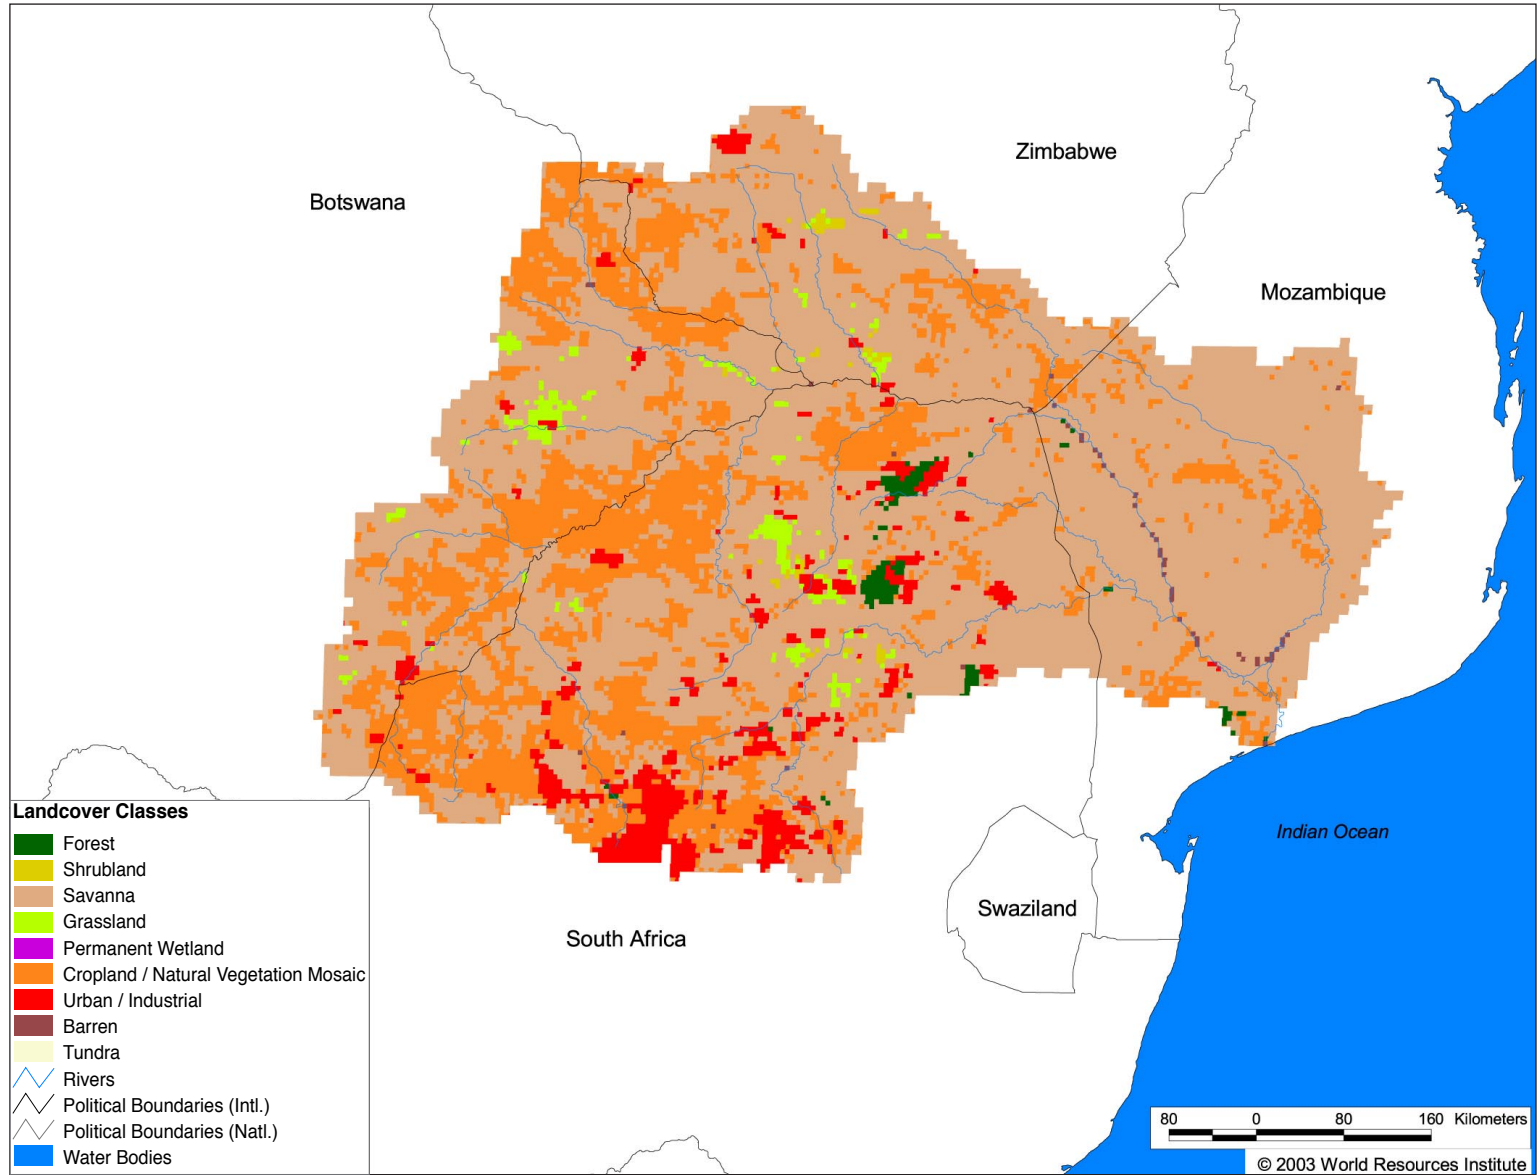 Zimbabwe
Botswana
Mozambique
Indian Ocean
Swaziland
South Africa
Landcover Classes
Forest
Shrubland
Savanna
Grassland
Permanent Wetland
Cropland / Natural Vegetation Mosaic
Urban / Industrial
Barren
Tundra
Rivers
Political Boundaries (Intl.)
Political Boundaries (Natl.)
Water Bodies
80 0 80 160 Kilometers
© 2003 World Resources Institute